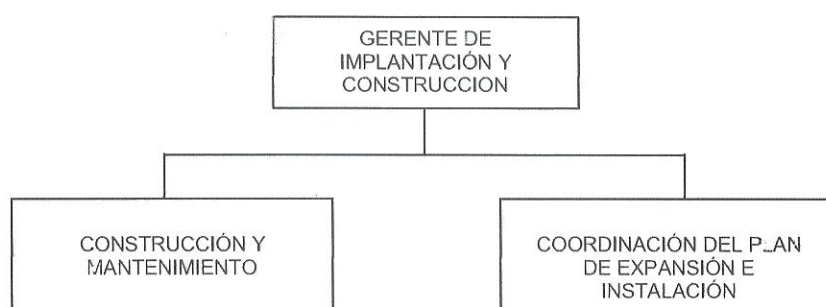 GERENTE DE
IMPLANTACIÓN Y
CONSTRUCCION
CONSTRUCCIÓN Y
MANTENIMIENTO
COORDINACIÓN DEL PLAN
DE EXPANSIÓN E
INSTALACIÓN